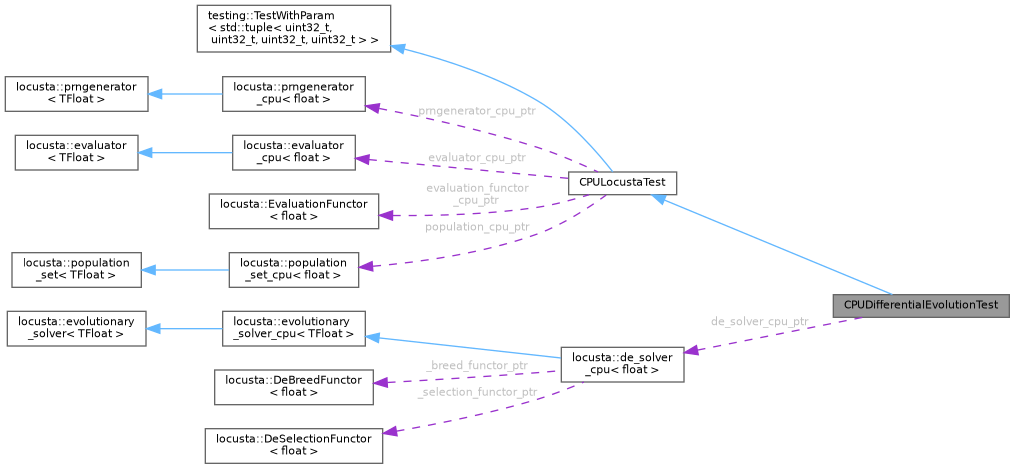 testing::TestWithParam
< std::tuple< uint32_t,
uint32_t, uint32_t, uint32_t > >
locusta::prngenerator
< TFloat >
locusta::prngenerator
_cpu< float >
prngenerator_cpu_ptr
locusta::evaluator
< TFloat >
locusta::evaluator
_cpu< float >
evaluator_cpu_ptr
CPULocustaTest
locusta::EvaluationFunctor
< float >
evaluation_functor
_cpu_ptr
population_cpu_ptr
locusta::population
_set< TFloat >
locusta::population
_set_cpu< float >
CPUDifferentialEvolutionTest
locusta::evolutionary
_solver< TFloat >
locusta::evolutionary
_solver_cpu< TFloat >
de_solver_cpu_ptr
locusta::de_solver
_cpu< float >
_breed_functor_ptr
locusta::DeBreedFunctor
< float >
_selection_functor_ptr
locusta::DeSelectionFunctor
< float >